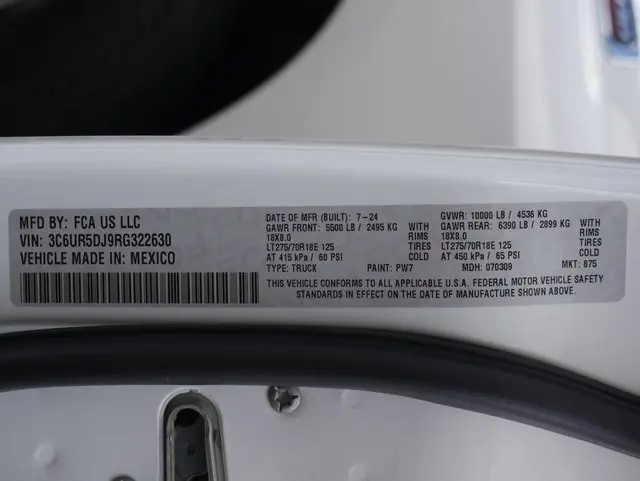 MFD BY: FCA US LLC
VIN: 3C6UR5DJ9RG322630
VEHICLE MADE IN: MEXICO
DATE OF MFR (BUILT): 7-24
GVWR: 10000 LB / 4536 KG
GAWR FRONT: 5500 LB / 2495 KG WITH
GAWR REAR: 6390 LB / 2899 KG WITH
18X8.0 RIMS
18X8.0 RIMS
LT275/70R18E 125 TIRES
LT275/70R18E 125 TIRES
AT 415 kPa / 60 PSI COLD
AT 450 kPa / 65 PSI COLD
TYPE: TRUCK PAINT: PW7 MDH: 070309 MKT: 875
THIS VEHICLE CONFORMS TO ALL APPLICABLE U.S.A. FEDERAL MOTOR VEHICLE SAFETY
STANDARDS IN EFFECT ON THE DATE OF MANUFACTURE SHOWN ABOVE.